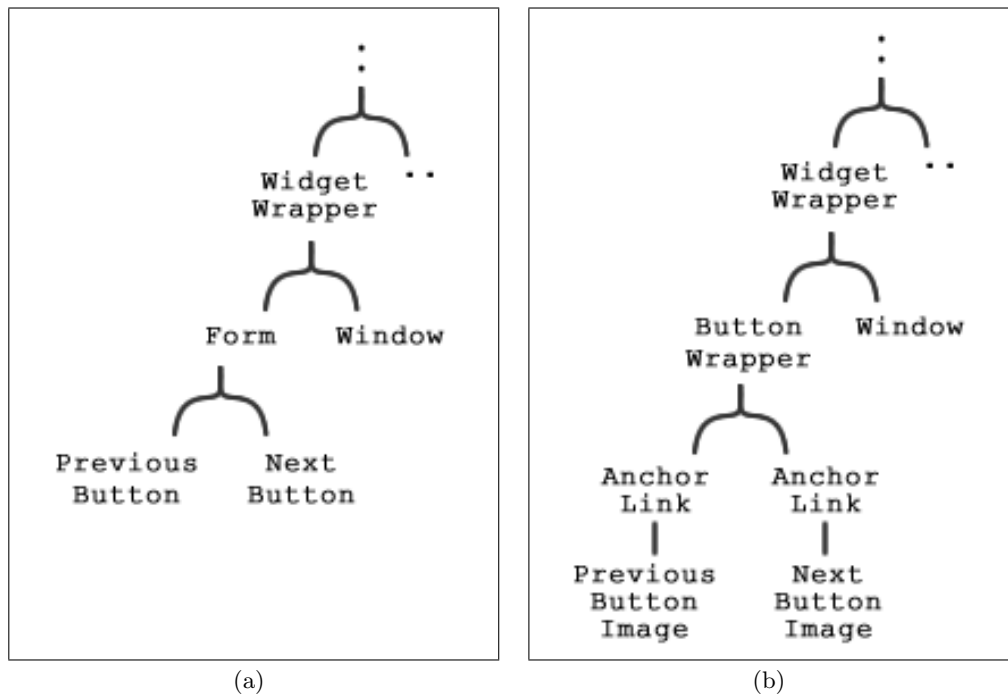 Widget
Wrapper
Form
Window
Previous
Button
Next
Button
(a)
Widget
Wrapper
Button
Wrapper
Window
Anchor
Link
Anchor
Link
Previous
Button
Image
Next
Button
Image
(b)